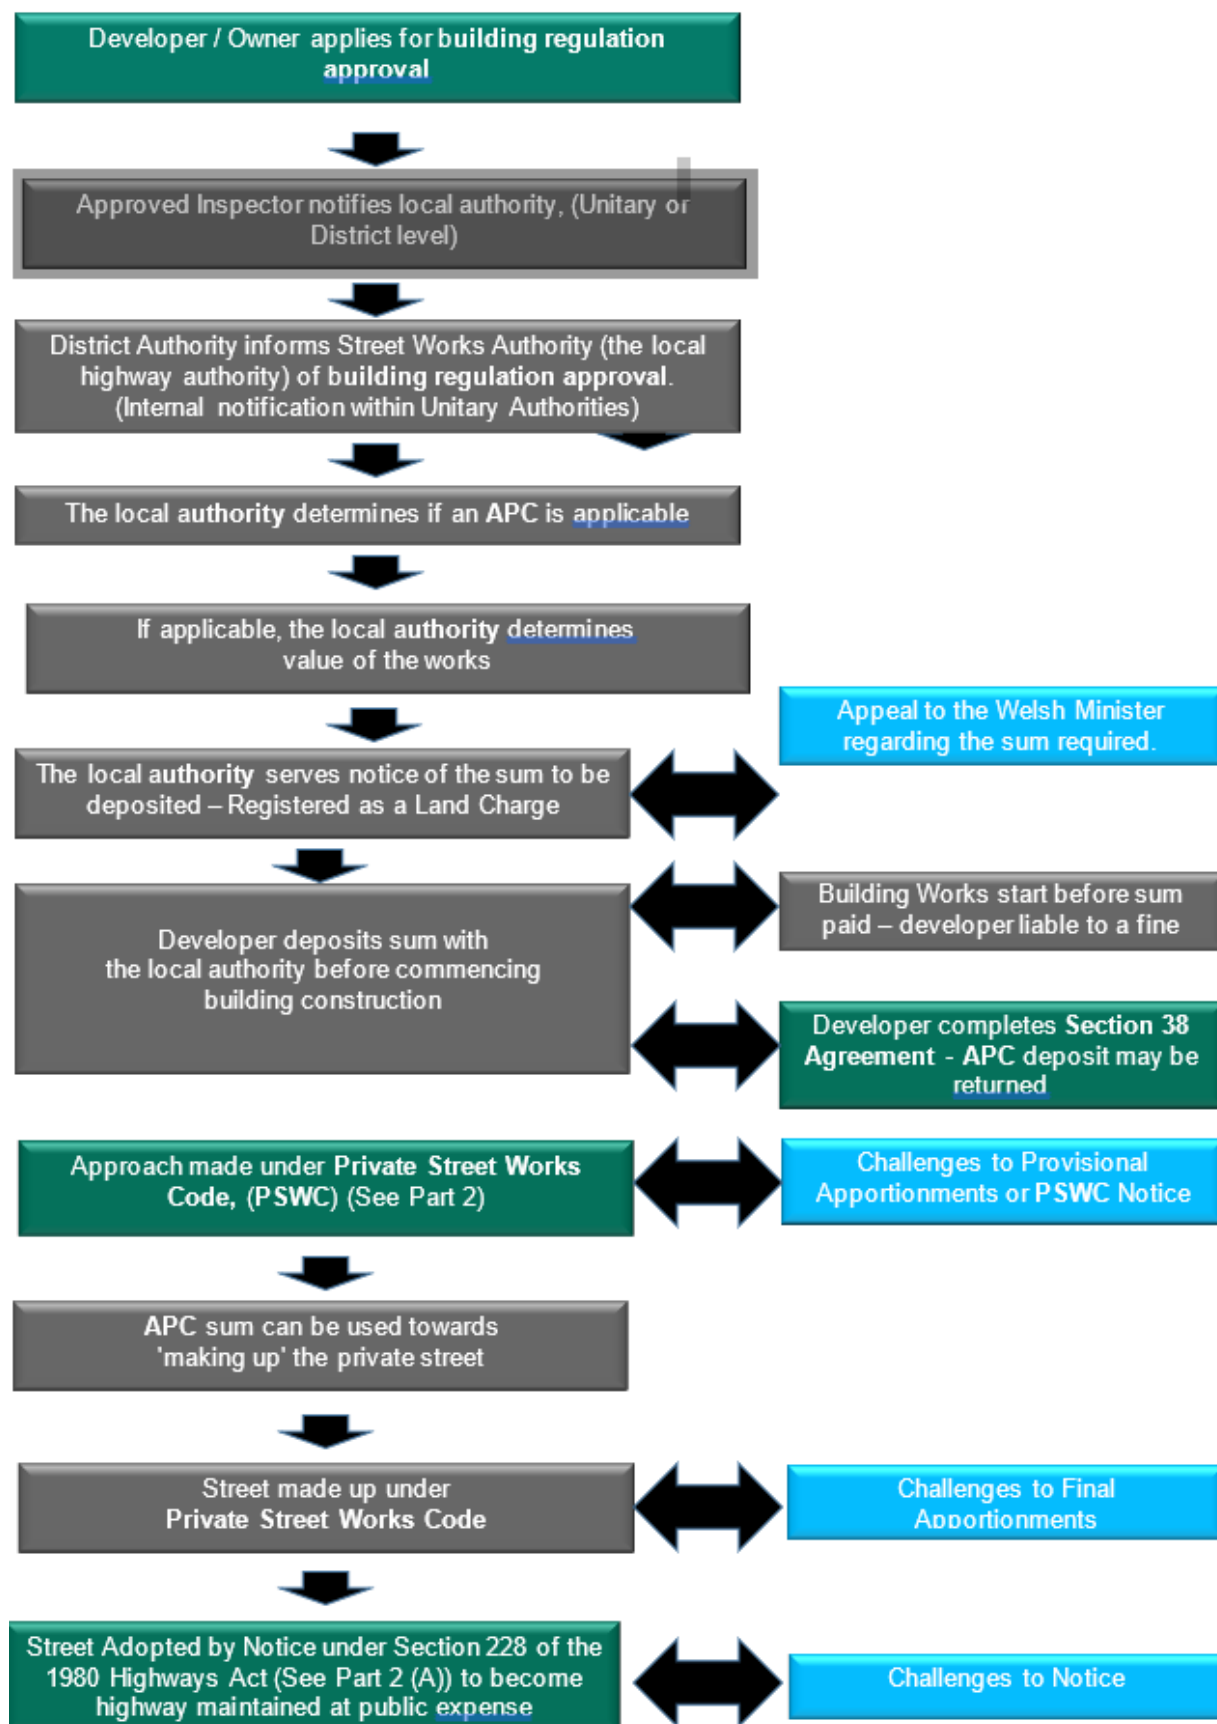 Developer / Owner applies for building regulation
approval
Approved Inspector notifies local authority, (Unitary or
District level)
District Authority informs Street Works Authority (the local
highway authority) of building regulation approval.
(Internal notification within Unitary Authorities)
The local authority determines if an APC is applicable
If applicable, the local authority determines
value of the works
Appeal to the Welsh Minister
regarding the sum required.
The local authority serves notice of the sum to be
deposited – Registered as a Land Charge
Developer deposits sum with
the local authority before commencing
building construction
Building Works start before sum
paid – developer liable to a fine
Developer completes Section 38
Agreement - APC deposit may be
returned
Approach made under Private Street Works
Code, (PSWC) (See Part 2)
Challenges to Provisional
Apportionments or PSWC Notice
APC sum can be used towards
'making up' the private street
Street made up under
Private Street Works Code
Challenges to Final
Apportionments
Street Adopted by Notice under Section 228 of the
1980 Highways Act (See Part 2 (A)) to become
highway maintained at public expense
Challenges to Notice